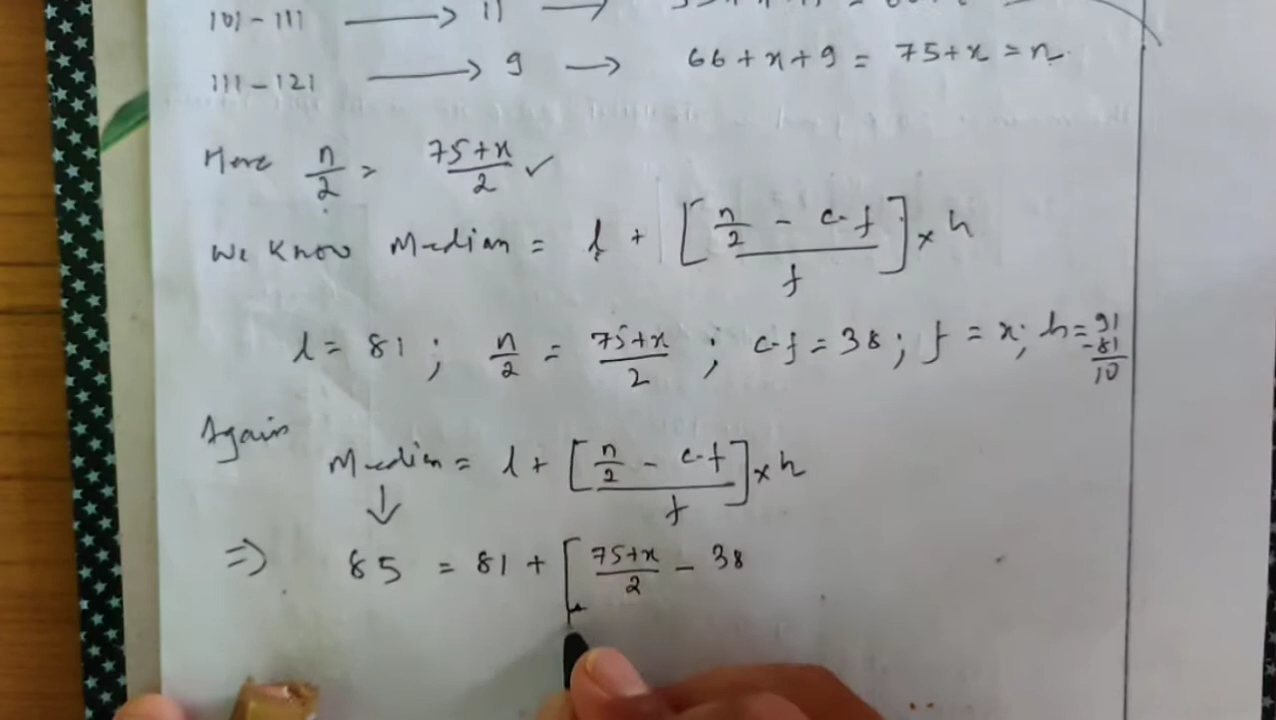 101 - 111 ⟶ 11 ⟶
111 - 121 ⟶ 9 ⟶ 66 + x + 9 = 75 + x = n.
Here n/2 = 75+x/2 ✓
We Know Median = l + [n/2 - c.f / f] × h
l = 81 ; n/2 = 75+x/2 ; c.f = 38 ; f = x ; h = 91 - 81 / 10
Again
Median = l + [n/2 - c.f / f] × h
↓
⇒ 85 = 81 + [75+x/2 - 38